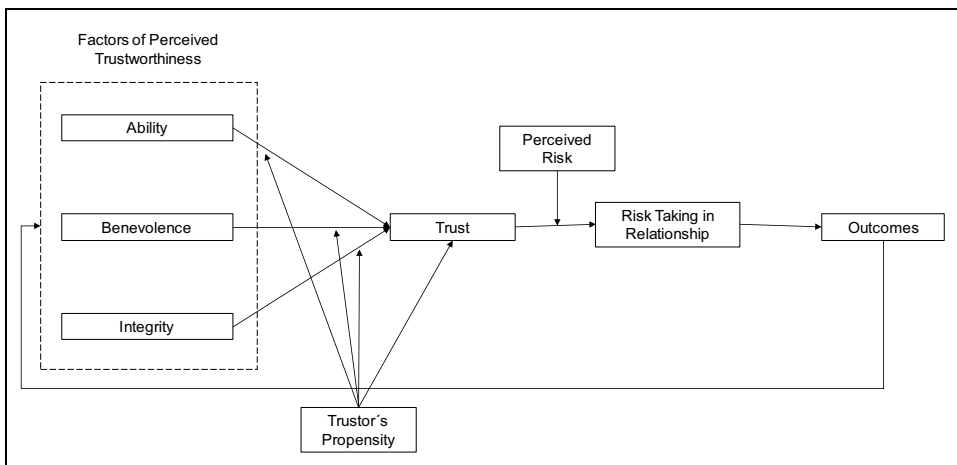 Factors of Perceived
Trustworthiness
Ability
Benevolence
Integrity
Trust
Perceived
Risk
Risk Taking in
Relationship
Outcomes
Trustor´s
Propensity